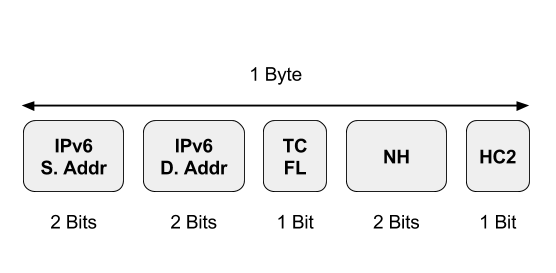 1 Byte
IPv6
S. Addr
IPv6
D. Addr
TC
FL
NH
HC2
2 Bits
2 Bits
1 Bit
2 Bits
1 Bit